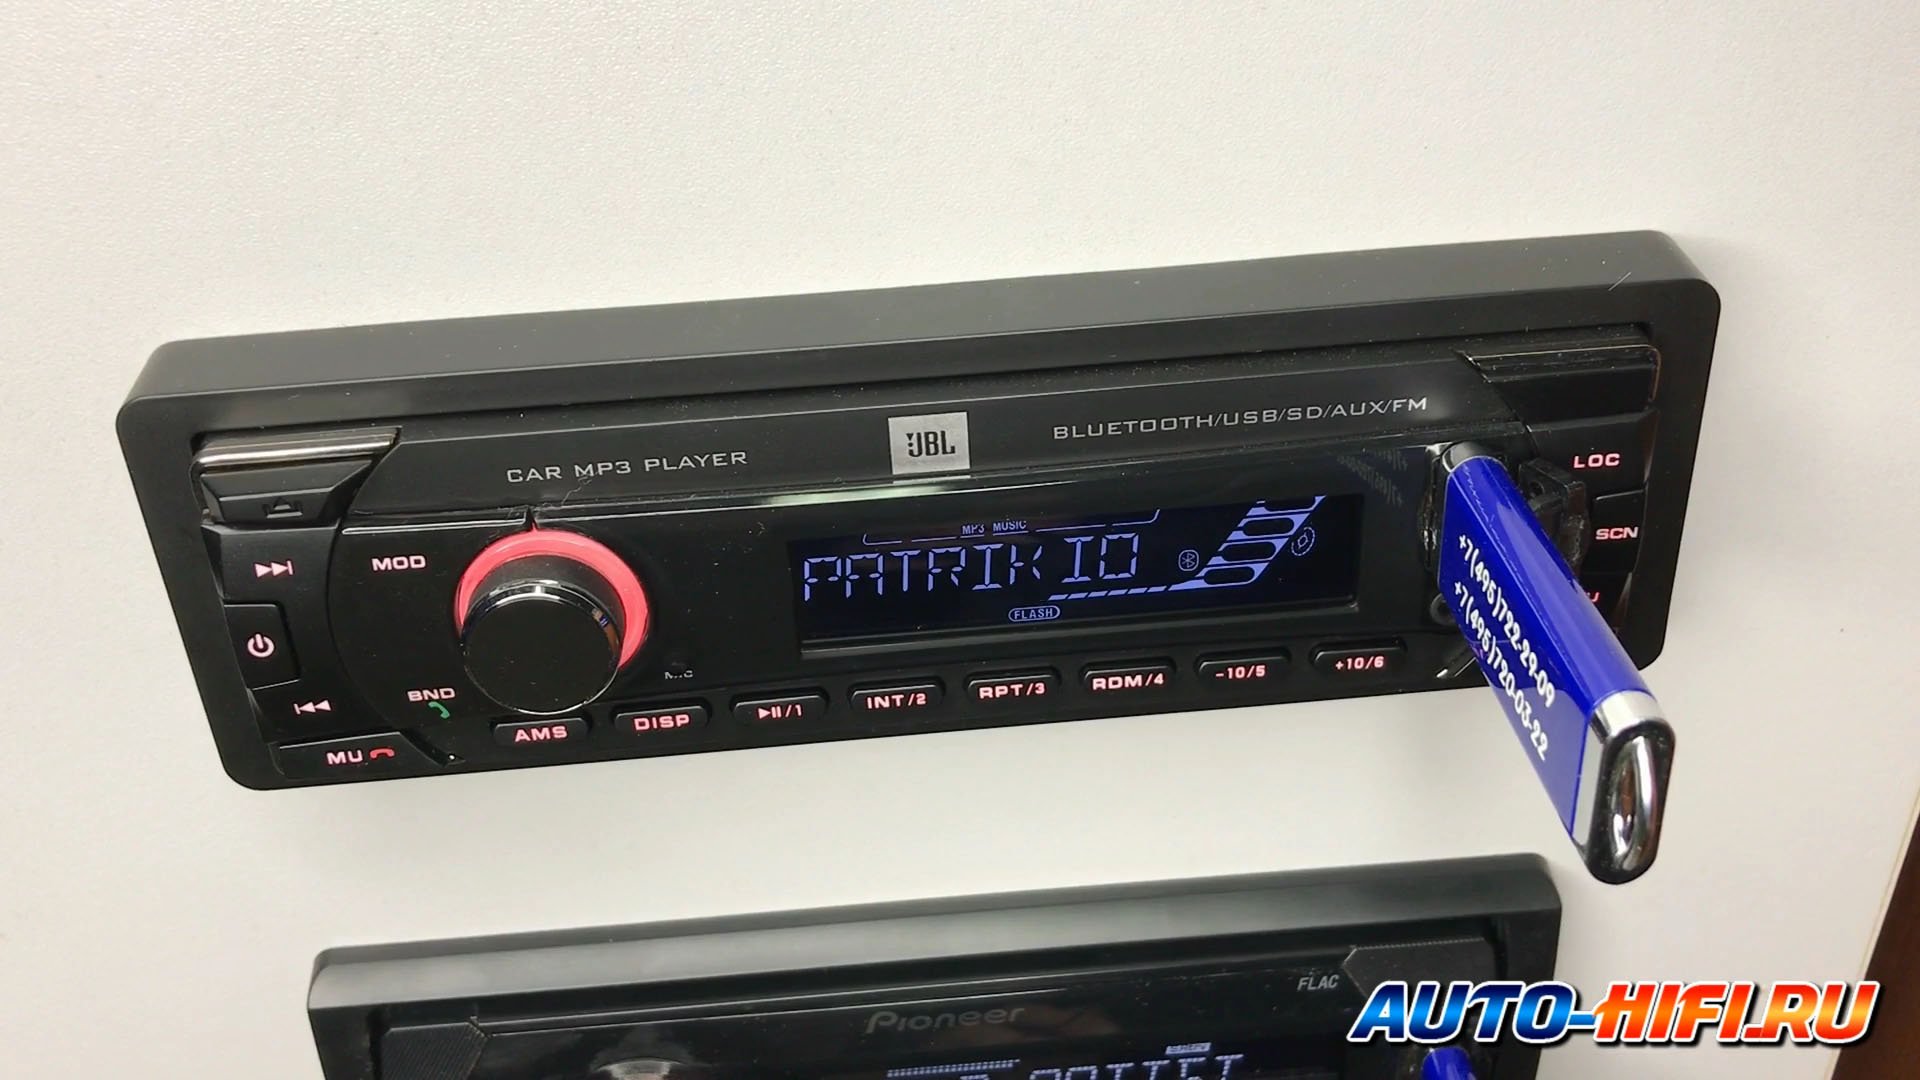 CAR MP3 PLAYER
JBL
BLUETOOTH/USB/SD/AUX/FM
LOC
SCN
MOD
MP3 MUSIC
PATRIK IO
FLASH
MIC
BND
MU
AMS
DISP
/1
INT/2
RPT/3
RDM/4
-10/5
+10/6
+7(495)722-29-09
+7(495)720-03-22
Pioneer
FLAC
AUTO-HIFI.RU